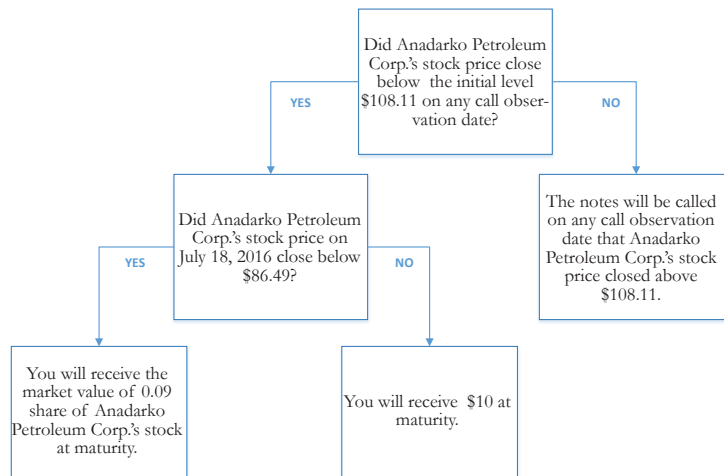 Did Anadarko Petroleum
Corp.'s stock price close
below the initial level
$108.11 on any call obser-
vation date?
YES
NO
Did Anadarko Petroleum
Corp.'s stock price on
July 18, 2016 close below
$86.49?
The notes will be called
on any call observation
date that Anadarko
Petroleum Corp.'s stock
price closed above
$108.11.
YES
NO
You will receive the
market value of 0.09
share of Anadarko
Petroleum Corp.'s stock
at maturity.
You will receive $10 at
maturity.